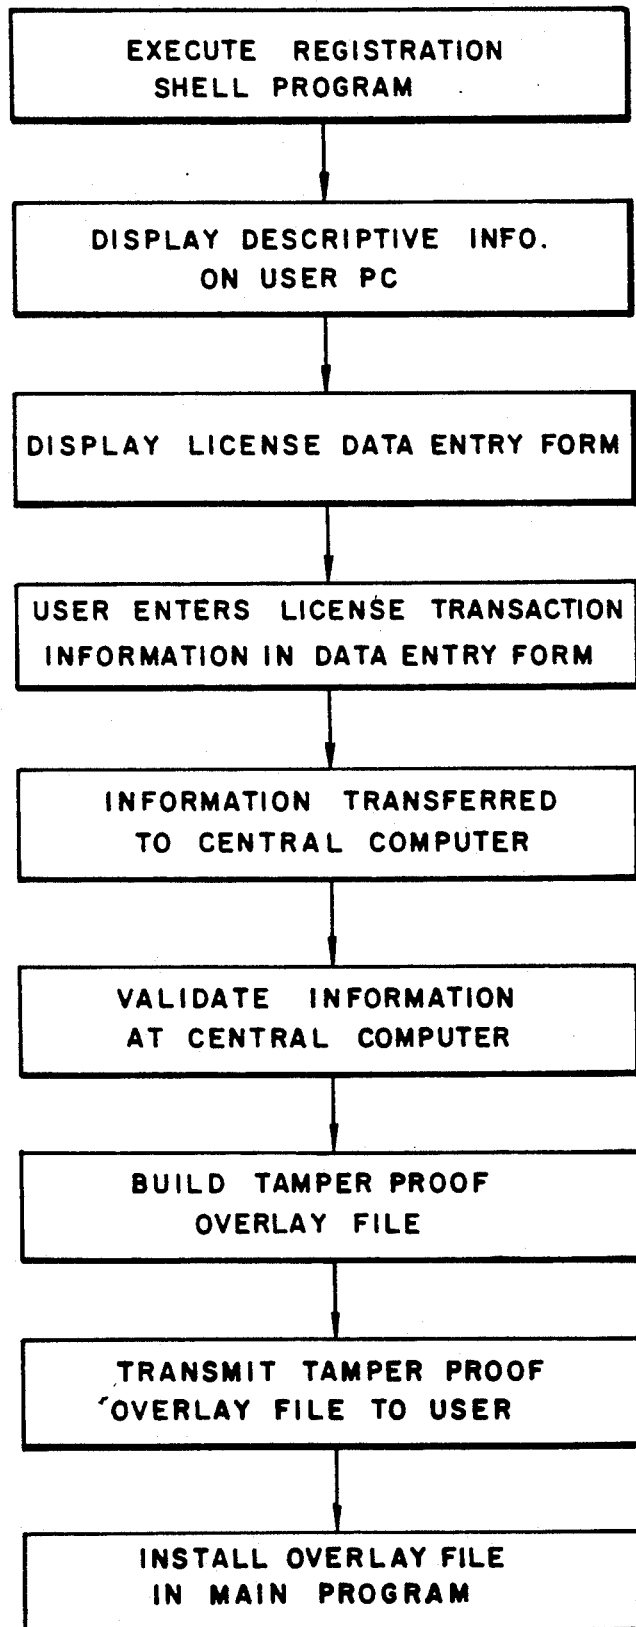 EXECUTE REGISTRATION
SHELL PROGRAM
DISPLAY DESCRIPTIVE INFO.
ON USER PC
DISPLAY LICENSE DATA ENTRY FORM
USER ENTERS LICENSE TRANSACTION
INFORMATION IN DATA ENTRY FORM
INFORMATION TRANSFERRED
TO CENTRAL COMPUTER
VALIDATE INFORMATION
AT CENTRAL COMPUTER
BUILD TAMPER PROOF
OVERLAY FILE
TRANSMIT TAMPER PROOF
OVERLAY FILE TO USER
INSTALL OVERLAY FILE
IN MAIN PROGRAM